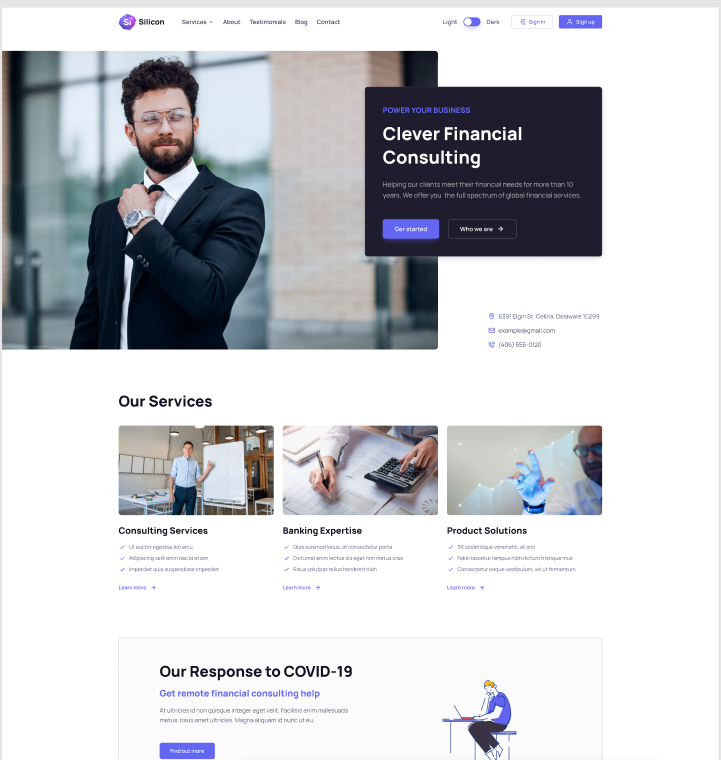 Si Silicon
Services About Testimonials Blog Contact
Light Dark Sign in Sign up
POWER YOUR BUSINESS
Clever Financial
Consulting
Helping our clients meet their financial needs for more than 10
years. We offer you the full spectrum of global financial services.
Get started Who we are
6391 Elgin St. Celina, Delaware 10299
example@gmail.com
(406) 555-0120
Our Services
Consulting Services
Ut auctor egestas leo arcu
Adipiscing velit enim nec id etiam
Imperdiet quis suspendisse imperdiet
Learn more
Banking Expertise
Quis euismod lacus, at consectetur porta
Dictumst enim lectus dis eget non metus cras
Risus volutpat tellus hendrerit nibh
Learn more
Product Solutions
Sit scelerisque venenatis, at orci
Felis nascetur tempus nibh dictum tristique mus
Consectetur neque vestibulum, vel ut fermentum
Learn more
Our Response to COVID-19
Get remote financial consulting help
At ultricies id non quisque integer eget velit. Facilisis enim malesuada
metus, risus amet ultricies. Magna aliquam id nunc ut eu.
Find out more